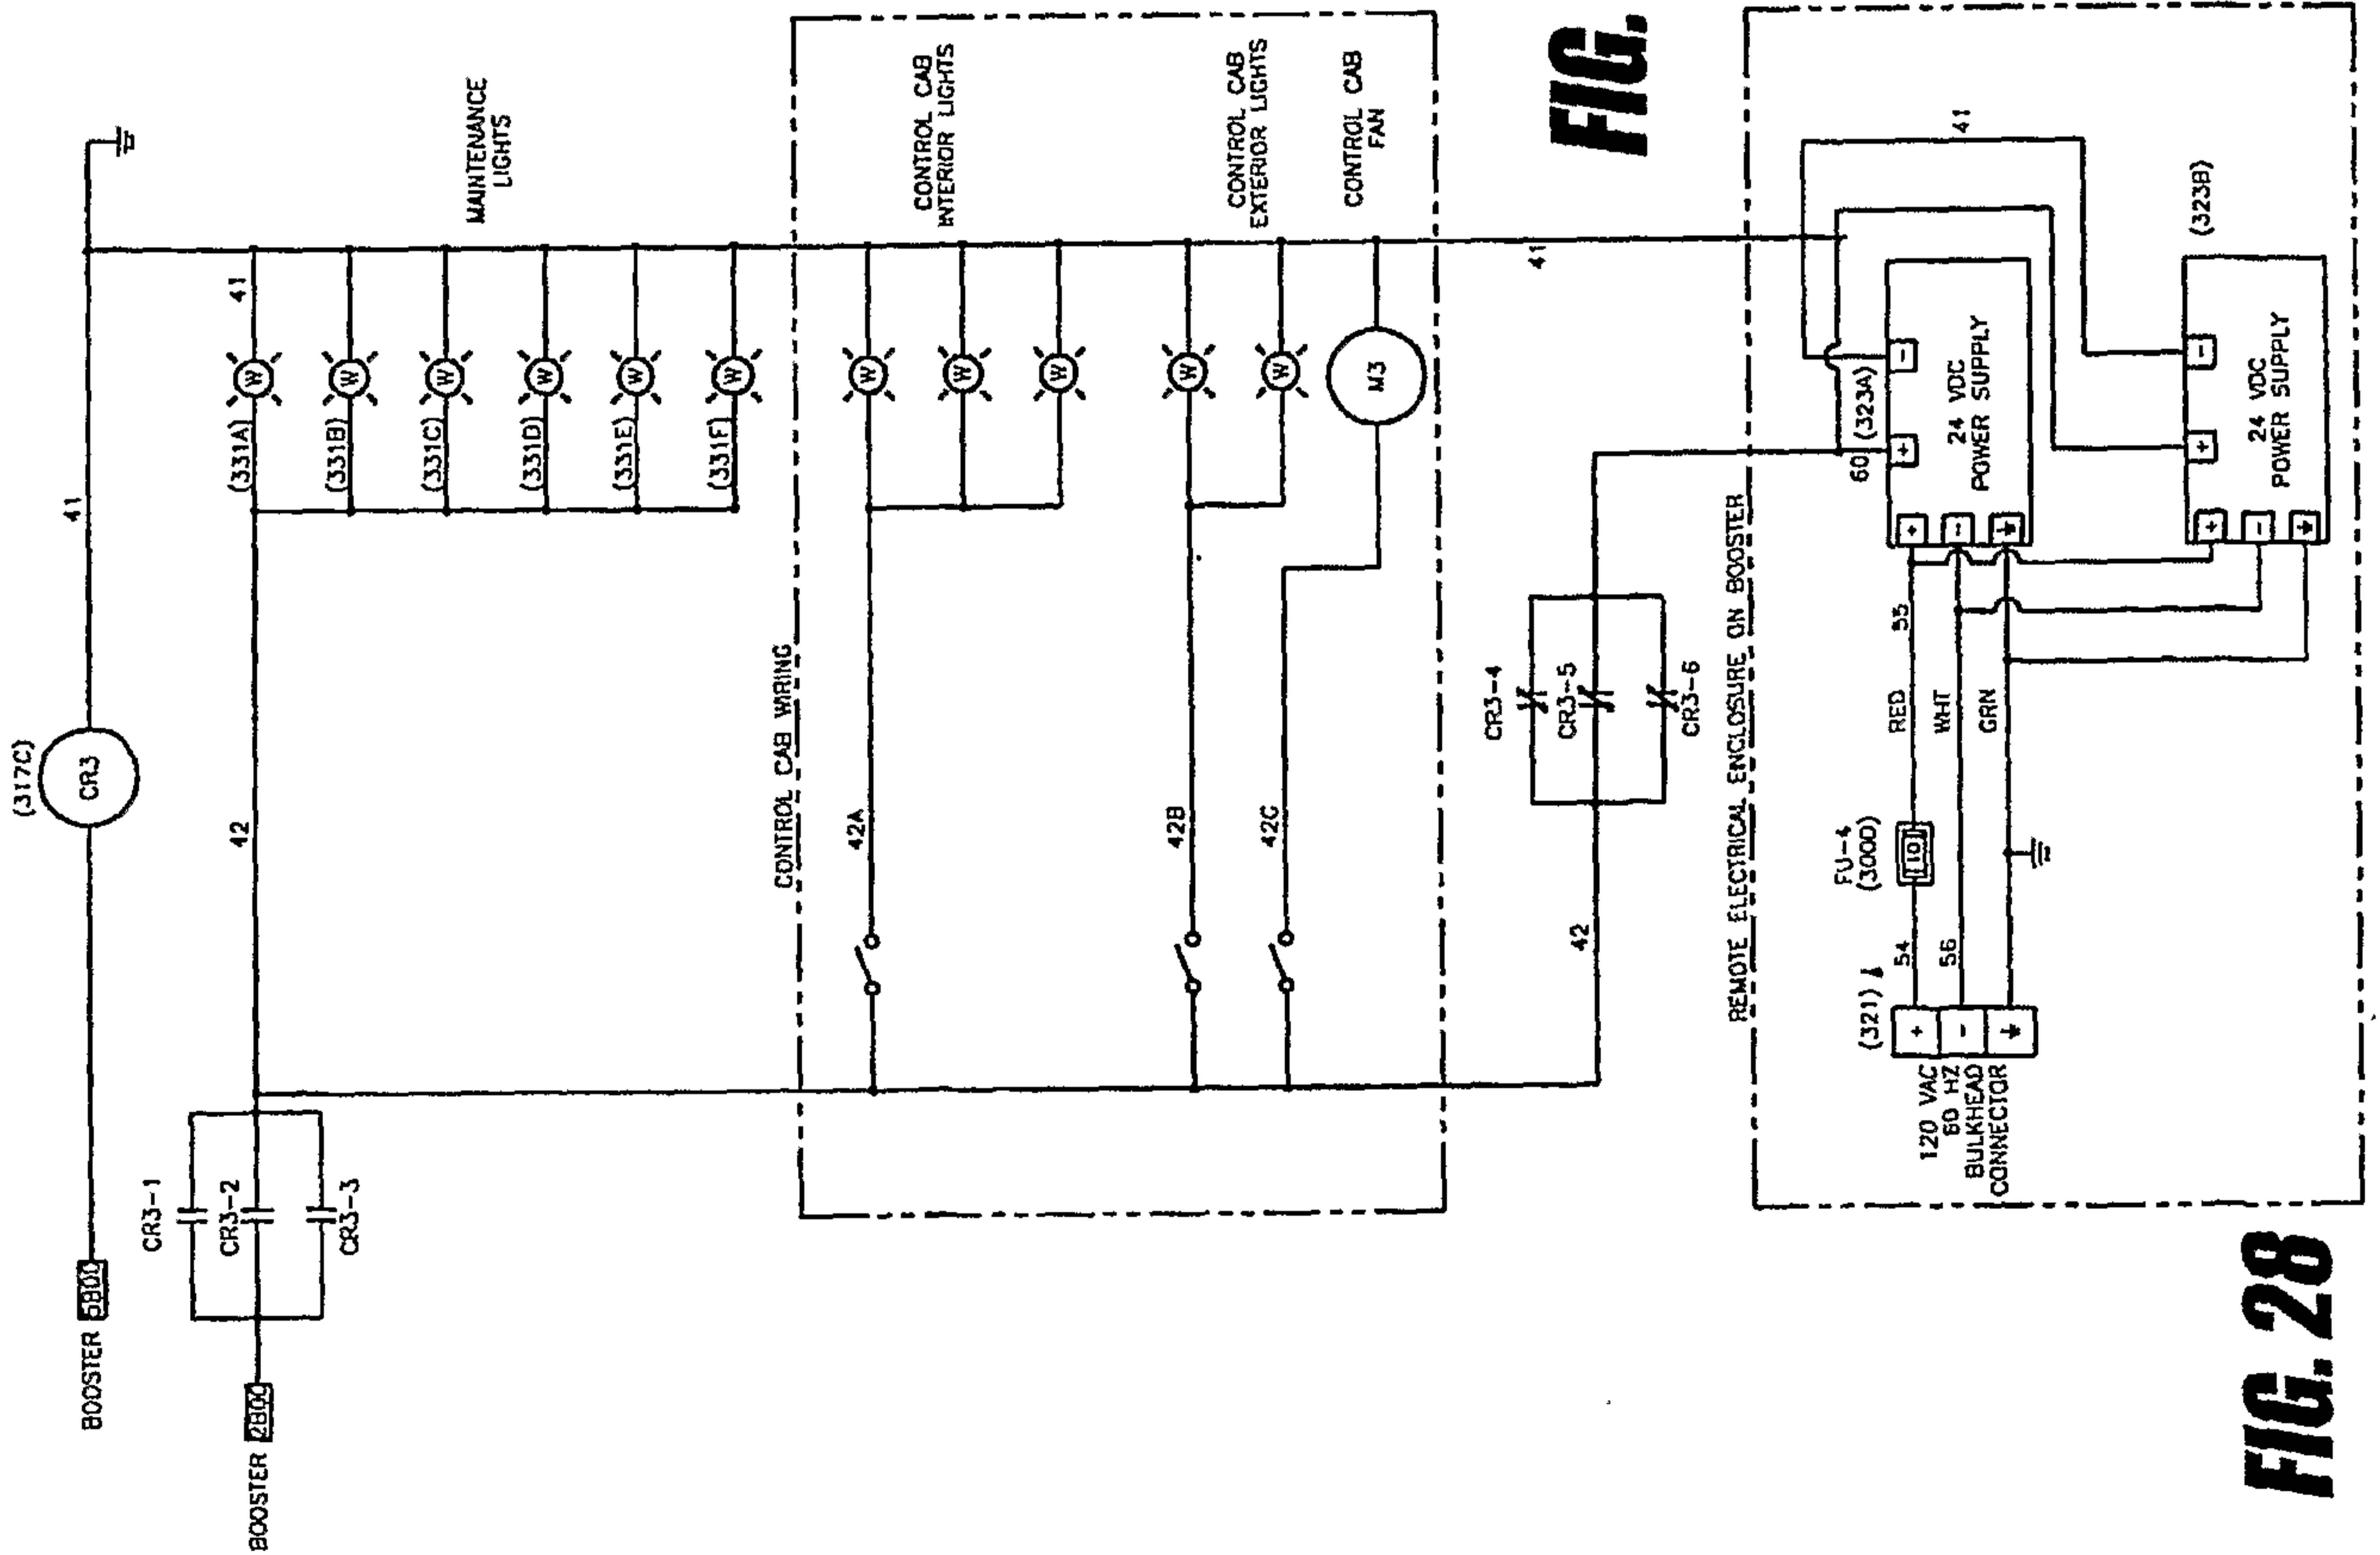 BOOSTER 5800
(317C)
CR3
41
BOOSTER 2800
CR3-1
CR3-2
CR3-3
42
(331A)
W
41
(331B)
W
(331C)
W
(331D)
W
(331E)
W
(331F)
W
MAINTENANCE
LIGHTS
CONTROL CAB WIRING
42A
W
W
W
CONTROL CAB
INTERIOR LIGHTS
42B
W
W
CONTROL CAB
EXTERIOR LIGHTS
42C
M3
CONTROL CAB
FAN
42
CR3-4
CR3-5
CR3-6
41
FIG.
REMOTE ELECTRICAL ENCLOSURE ON BOOSTER
(321)
120 VAC
60 HZ
BULKHEAD
CONNECTOR
+
-
54
56
FU-4
(300D)
10
RED
WHT
GRN
55
60
(323A)
+
-
+
-
24 VDC
POWER SUPPLY
41
(323B)
+
-
+
-
24 VDC
POWER SUPPLY
FIG. 28